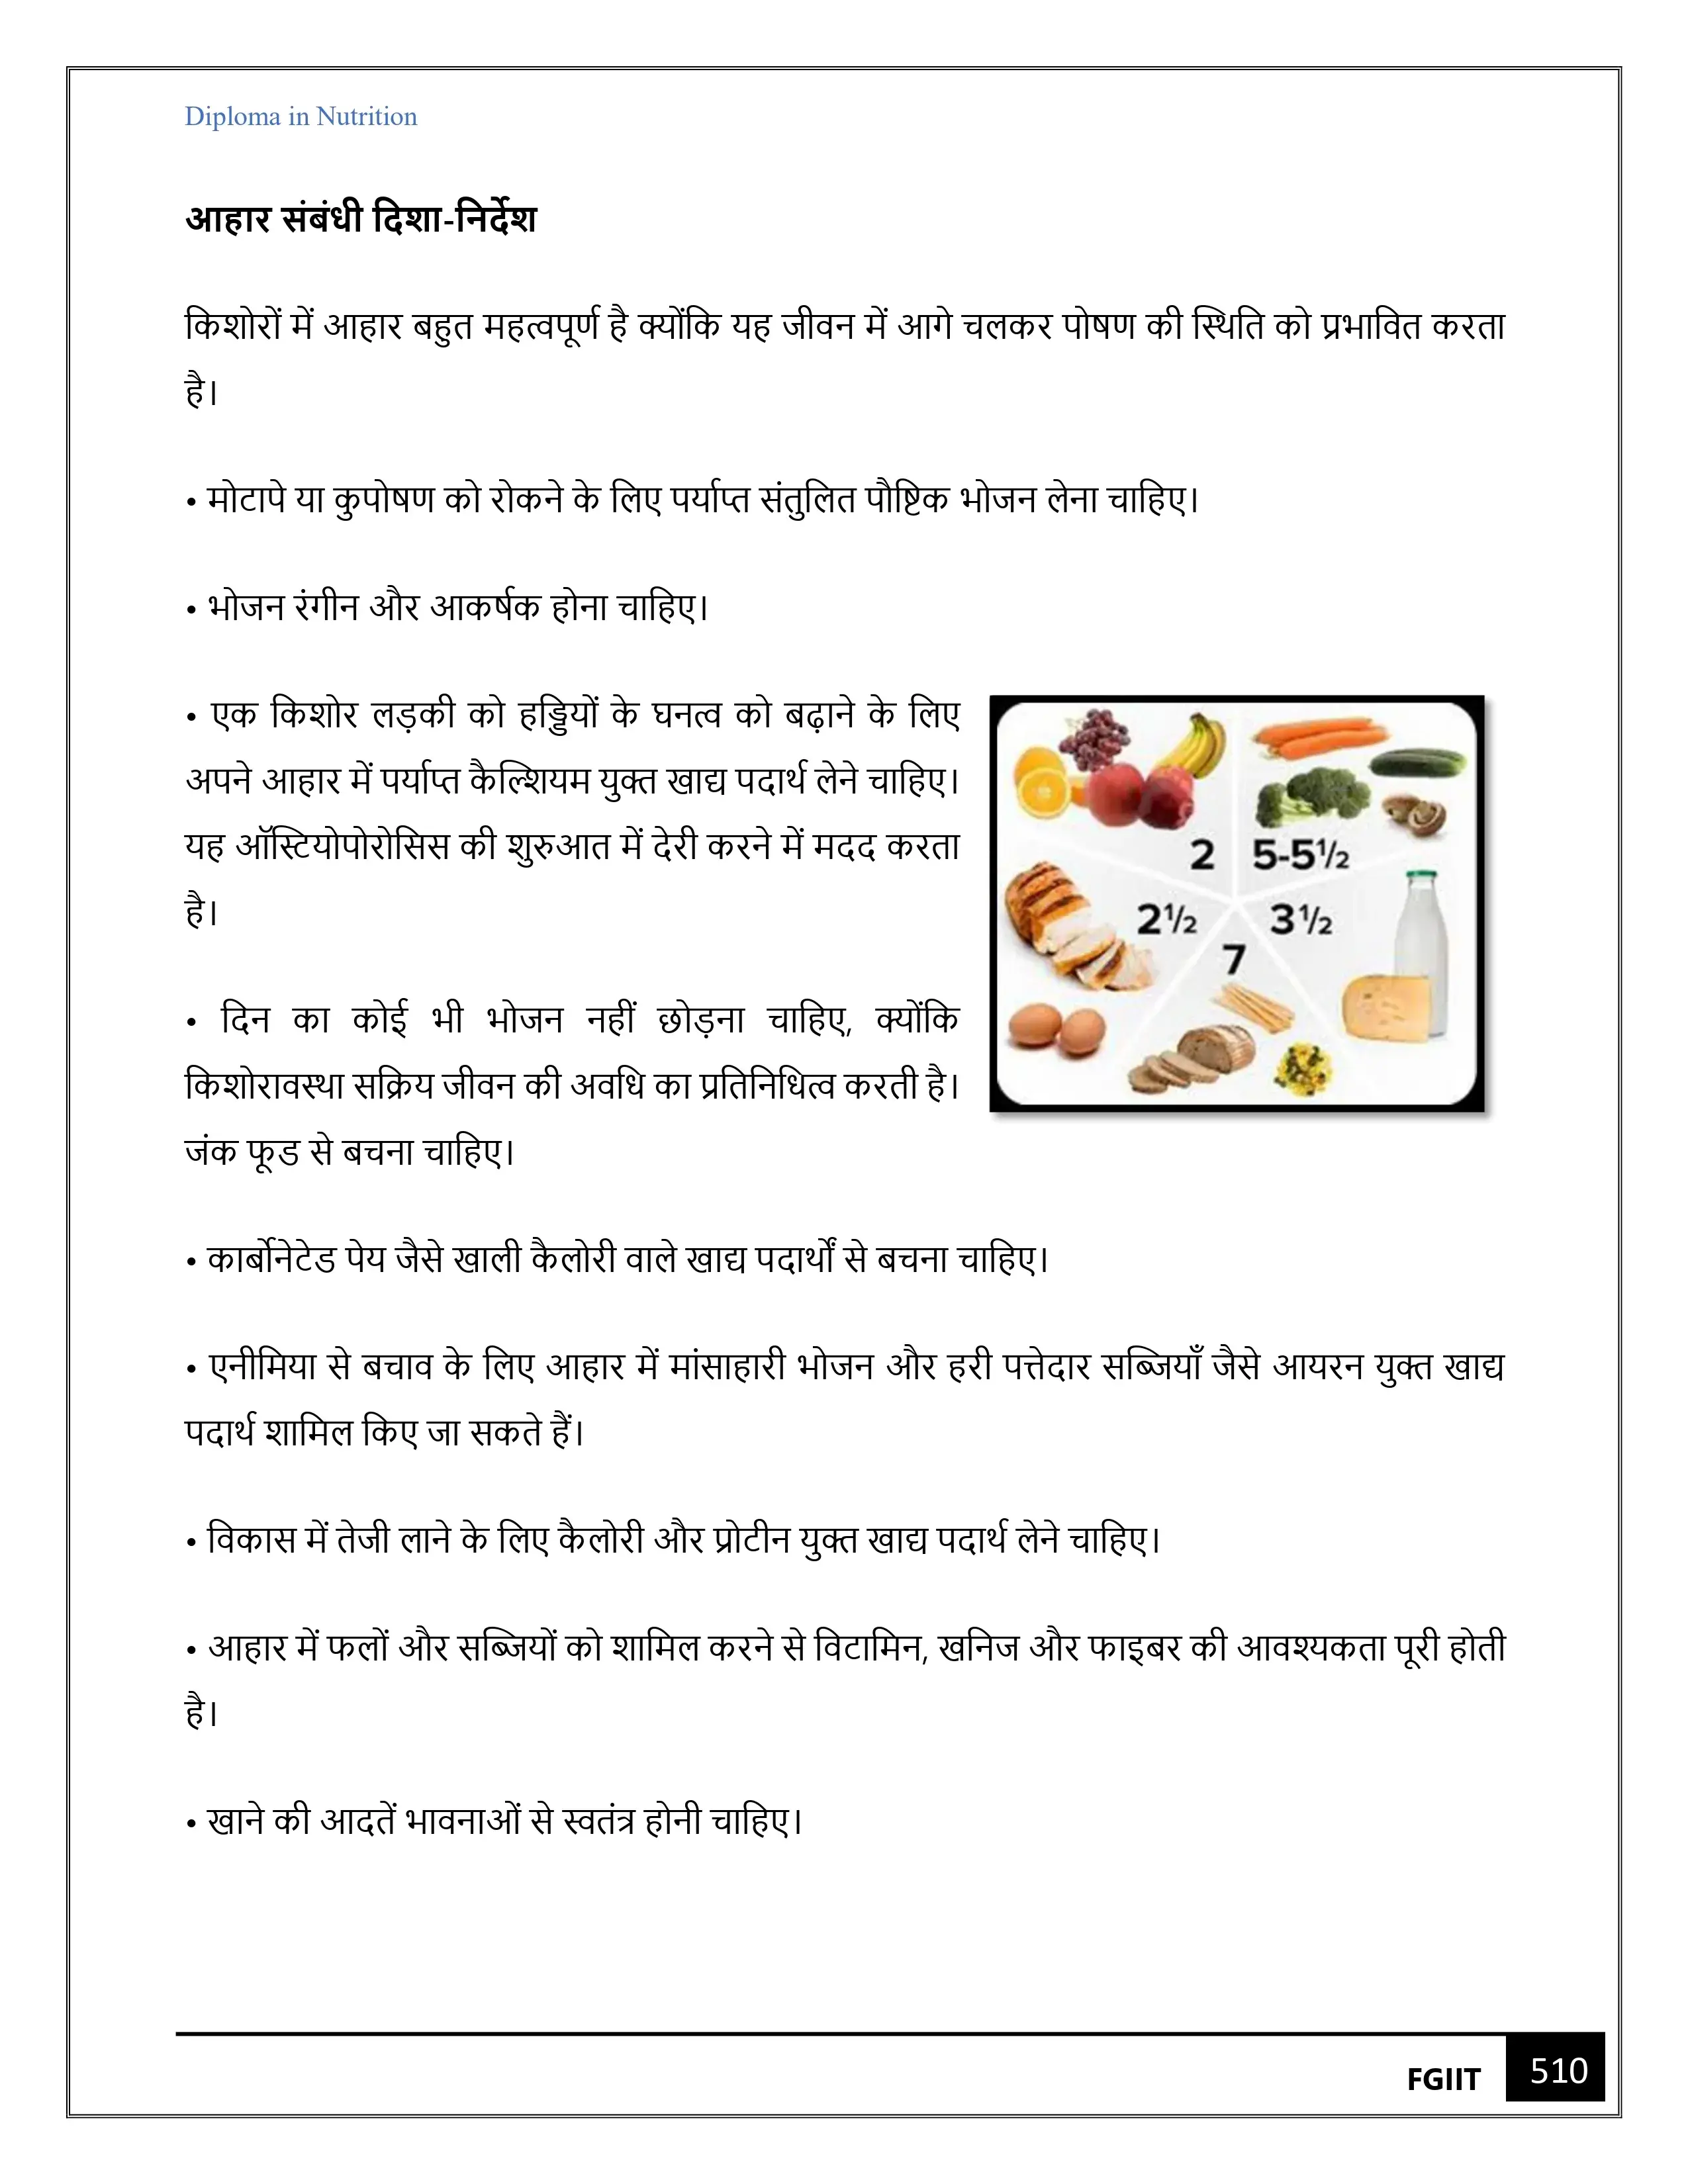 Diploma in Nutrition
आहार संबंधी दिशा-निर्देश
किशोरों में आहार बहुत महत्वपूर्ण है क्योंकि यह जीवन में आगे चलकर पोषण की स्थिति को प्रभावित करता
है।
• मोटापे या कुपोषण को रोकने के लिए पर्याप्त संतुलित पौष्टिक भोजन लेना चाहिए।
• भोजन रंगीन और आकर्षक होना चाहिए।
• एक किशोर लड़की को हड्डियों के घनत्व को बढ़ाने के लिए
अपने आहार में पर्याप्त कैल्शियम युक्त खाद्य पदार्थ लेने चाहिए।
यह ऑस्टियोपोरोसिस की शुरुआत में देरी करने में मदद करता
है।
• दिन का कोई भी भोजन नहीं छोड़ना चाहिए, क्योंकि
किशोरावस्था सक्रिय जीवन की अवधि का प्रतिनिधित्व करती है।
जंक फूड से बचना चाहिए।
2 5-5½
2½ 3½
7
• कार्बोनेटेड पेय जैसे खाली कैलोरी वाले खाद्य पदार्थों से बचना चाहिए।
• एनीमिया से बचाव के लिए आहार में मांसाहारी भोजन और हरी पत्तेदार सब्जियाँ जैसे आयरन युक्त खाद्य
पदार्थ शामिल किए जा सकते हैं।
• विकास में तेजी लाने के लिए कैलोरी और प्रोटीन युक्त खाद्य पदार्थ लेने चाहिए।
• आहार में फलों और सब्जियों को शामिल करने से विटामिन, खनिज और फाइबर की आवश्यकता पूरी होती
है।
• खाने की आदतें भावनाओं से स्वतंत्र होनी चाहिए।
FGIIT 510